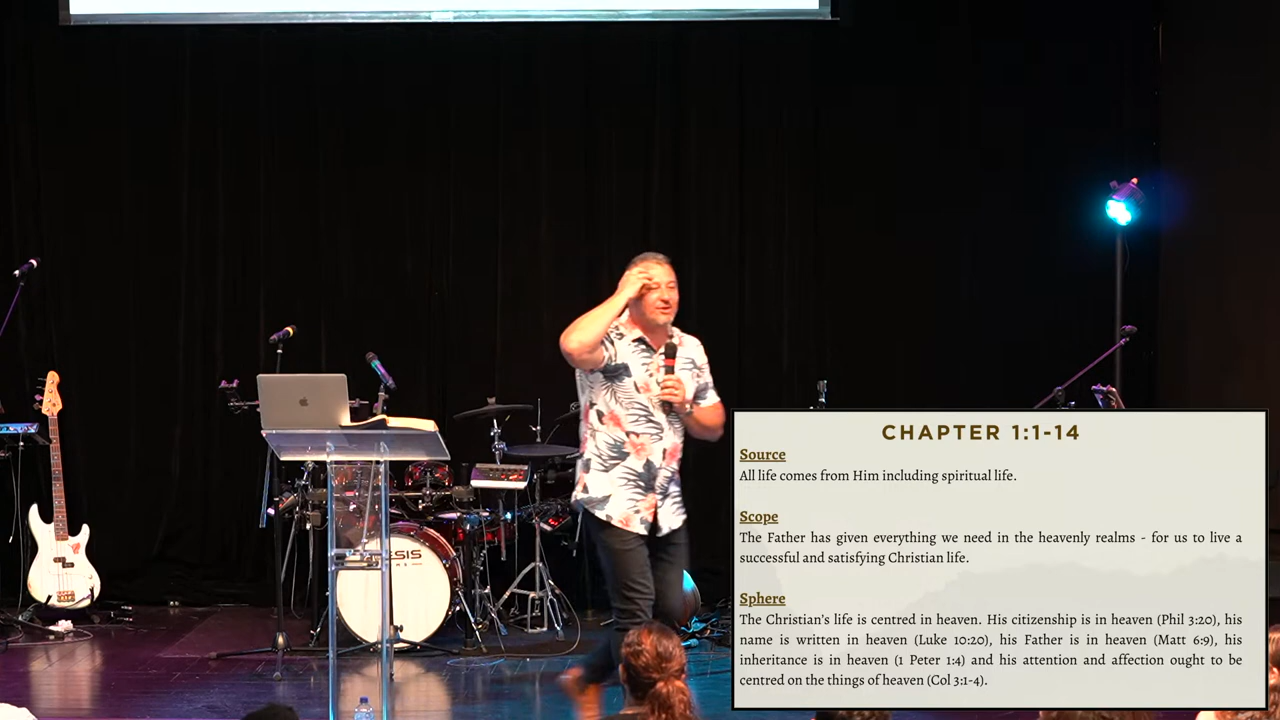 CHAPTER 1:1-14
Source
All life comes from Him including spiritual life.
Scope
The Father has given everything we need in the heavenly realms - for us to live a
successful and satisfying Christian life.
Sphere
The Christian's life is centred in heaven. His citizenship is in heaven (Phil 3:20), his
name is written in heaven (Luke 10:20), his Father is in heaven (Matt 6:9), his
inheritance is in heaven (1 Peter 1:4) and his attention and affection ought to be
centred on the things of heaven (Col 3:1-4).